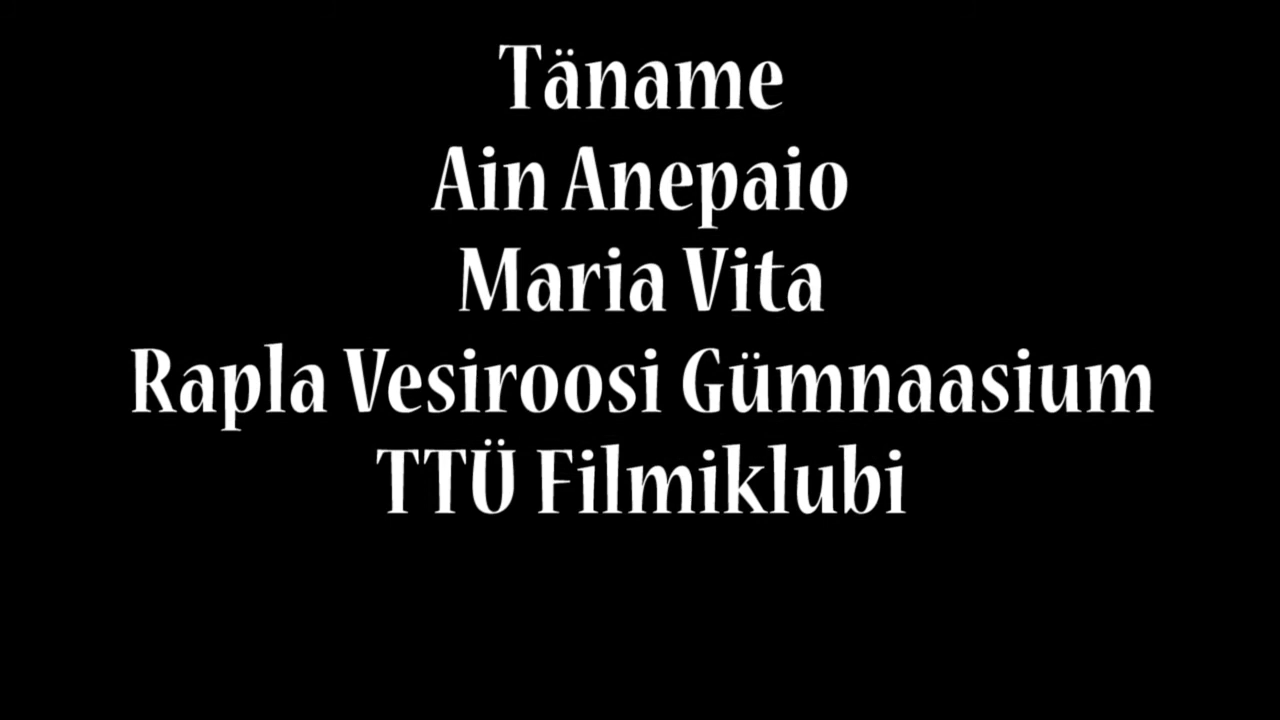 Täname
Ain Anepaio
Maria Vita
Rapla Vesiroosi Gümnaasium
TTÜ Filmiklubi